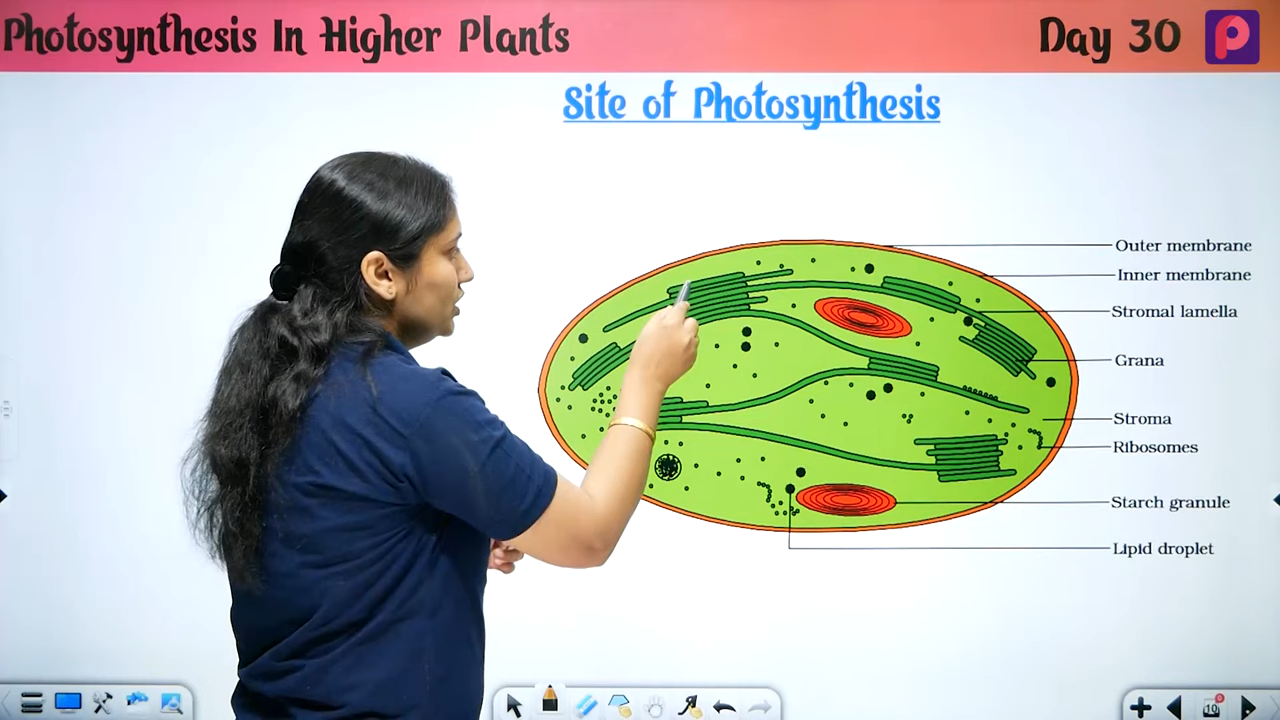 Photosynthesis In Higher Plants
Day 30
Site of Photosynthesis
Outer membrane
Inner membrane
Stromal lamella
Grana
Stroma
Ribosomes
Starch granule
Lipid droplet
10